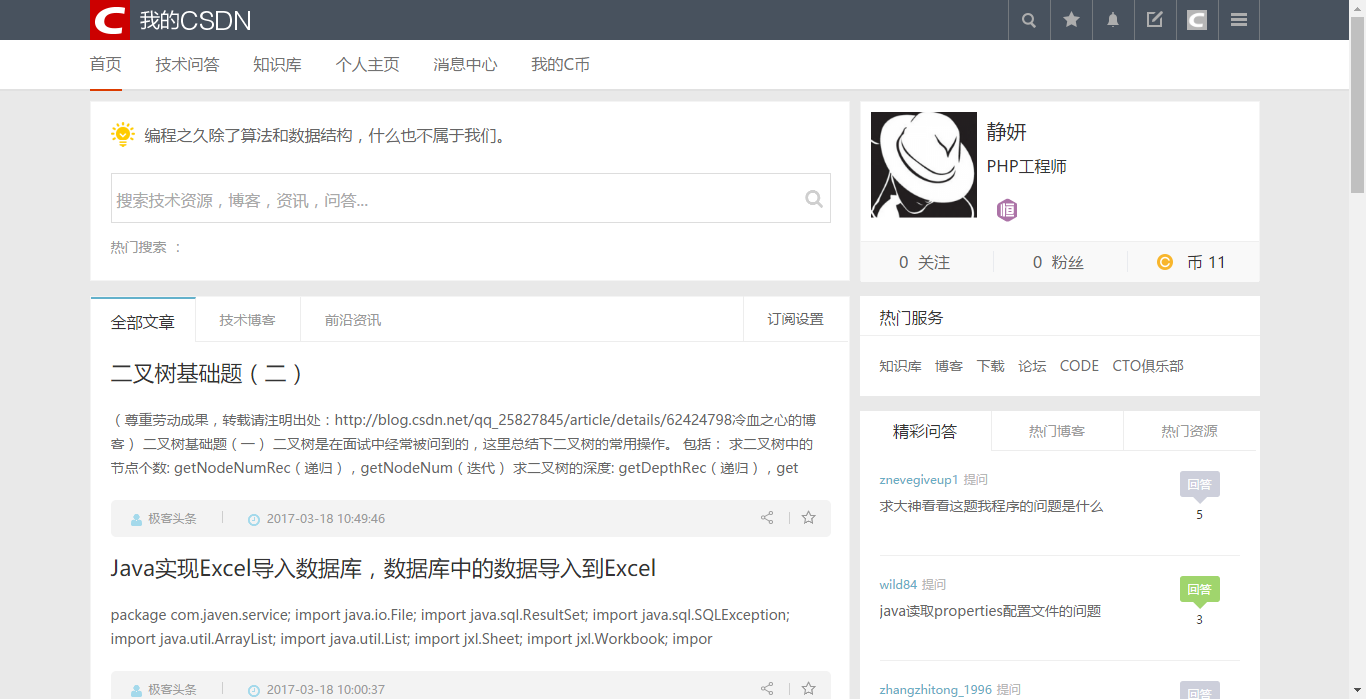 我的CSDN
首页 技术问答 知识库 个人主页 消息中心 我的C币
编程之久除了算法和数据结构，什么也不属于我们。
搜索技术资源，博客，资讯，问答...
热门搜索 ：
静妍
PHP工程师
恒
0 关注 0 粉丝 币 11
全部文章 技术博客 前沿资讯 订阅设置
二叉树基础题（二）
（尊重劳动成果，转载请注明出处：http://blog.csdn.net/qq_25827845/article/details/62424798冷血之心的博
客） 二叉树基础题（一） 二叉树是在面试中经常被问到的，这里总结下二叉树的常用操作。 包括： 求二叉树中的
节点个数: getNodeNumRec（递归），getNodeNum（迭代） 求二叉树的深度: getDepthRec（递归），get
极客头条 2017-03-18 10:49:46
Java实现Excel导入数据库，数据库中的数据导入到Excel
package com.javen.service; import java.io.File; import java.sql.ResultSet; import java.sql.SQLException;
import java.util.ArrayList; import java.util.List; import jxl.Sheet; import jxl.Workbook; impor
极客头条 2017-03-18 10:00:37
热门服务
知识库 博客 下载 论坛 CODE CTO俱乐部
精彩问答 热门博客 热门资源
znevegiveup1 提问
回答
求大神看看这题我程序的问题是什么
5
wild84 提问
回答
java读取properties配置文件的问题
3
zhangzhitong_1996 提问
回答